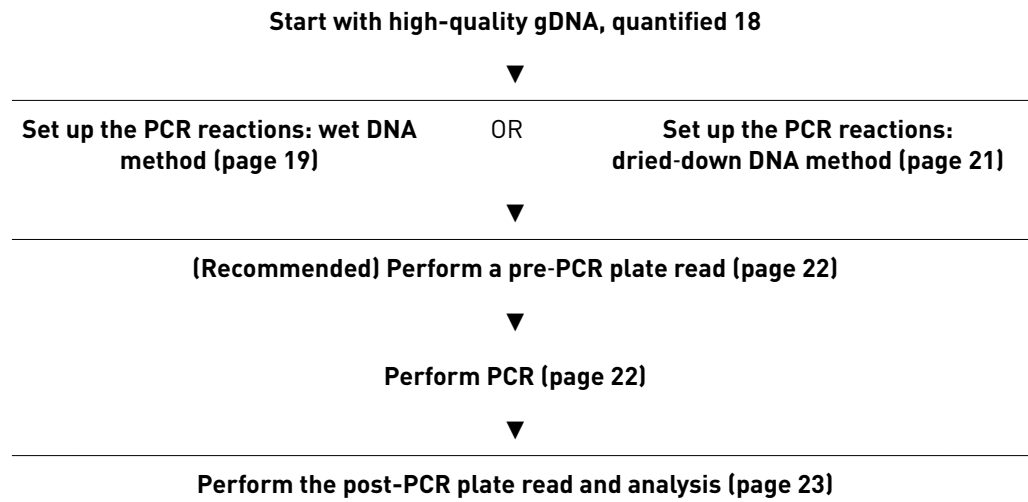 Start with high-quality gDNA, quantified 18
▼
Set up the PCR reactions: wet DNA
method (page 19)
OR
Set up the PCR reactions:
dried-down DNA method (page 21)
▼
(Recommended) Perform a pre-PCR plate read (page 22)
▼
Perform PCR (page 22)
▼
Perform the post-PCR plate read and analysis (page 23)